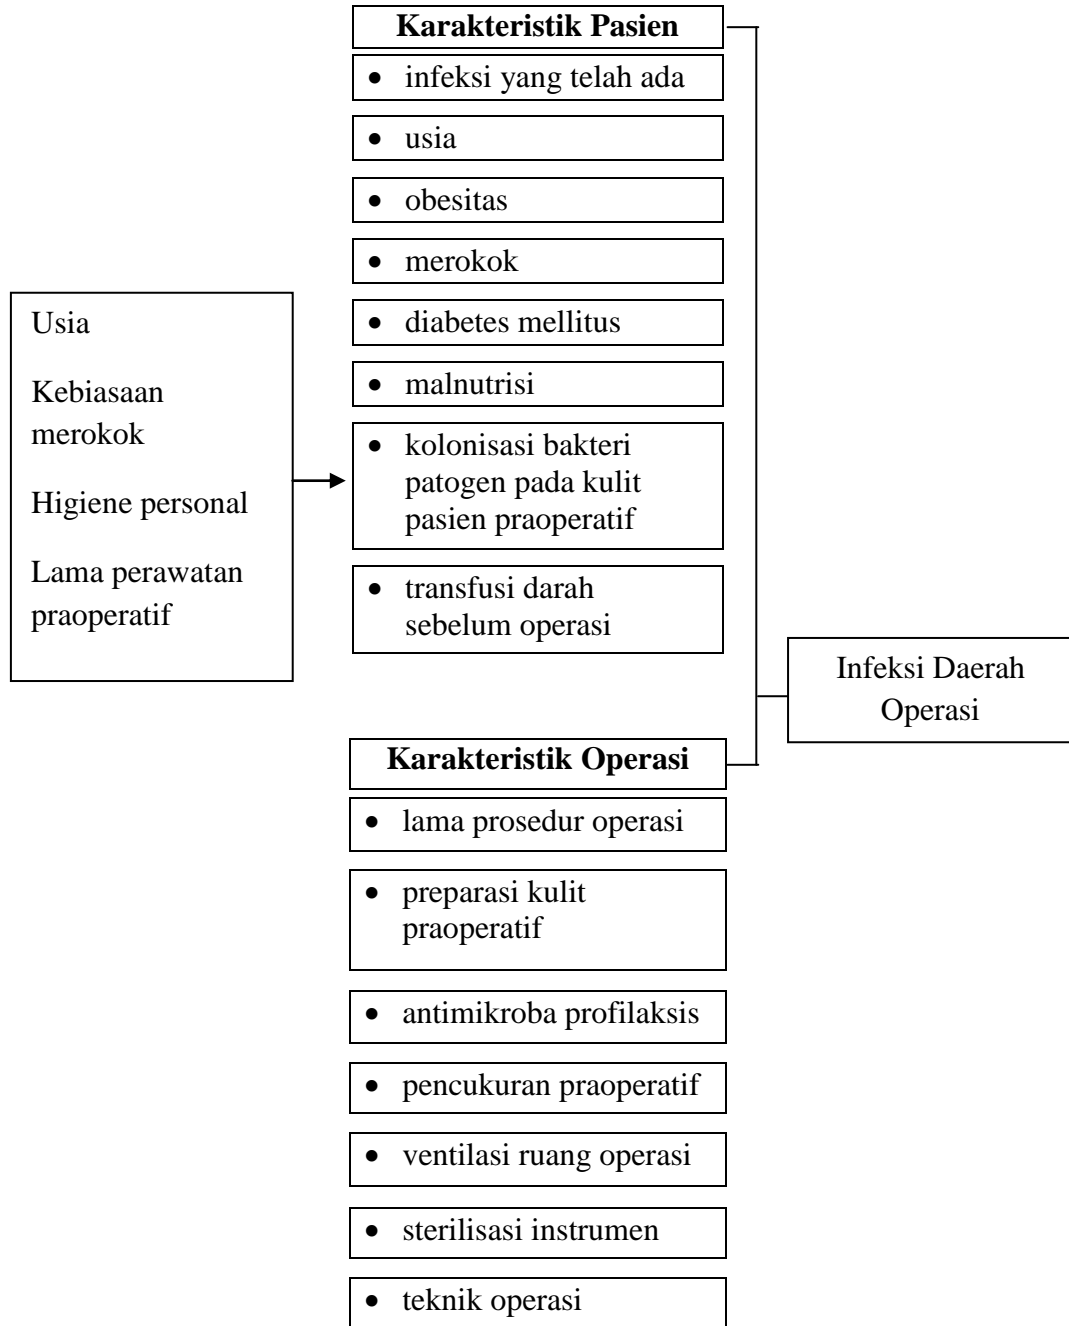 Karakteristik Pasien
• infeksi yang telah ada
• usia
• obesitas
• merokok
• diabetes mellitus
• malnutrisi
• kolonisasi bakteri
patogen pada kulit
pasien praoperatif
• transfusi darah
sebelum operasi
Usia
Kebiasaan
merokok
Higiene personal
Lama perawatan
praoperatif
Infeksi Daerah
Operasi
Karakteristik Operasi
• lama prosedur operasi
• preparasi kulit
praoperatif
• antimikroba profilaksis
• pencukuran praoperatif
• ventilasi ruang operasi
• sterilisasi instrumen
• teknik operasi